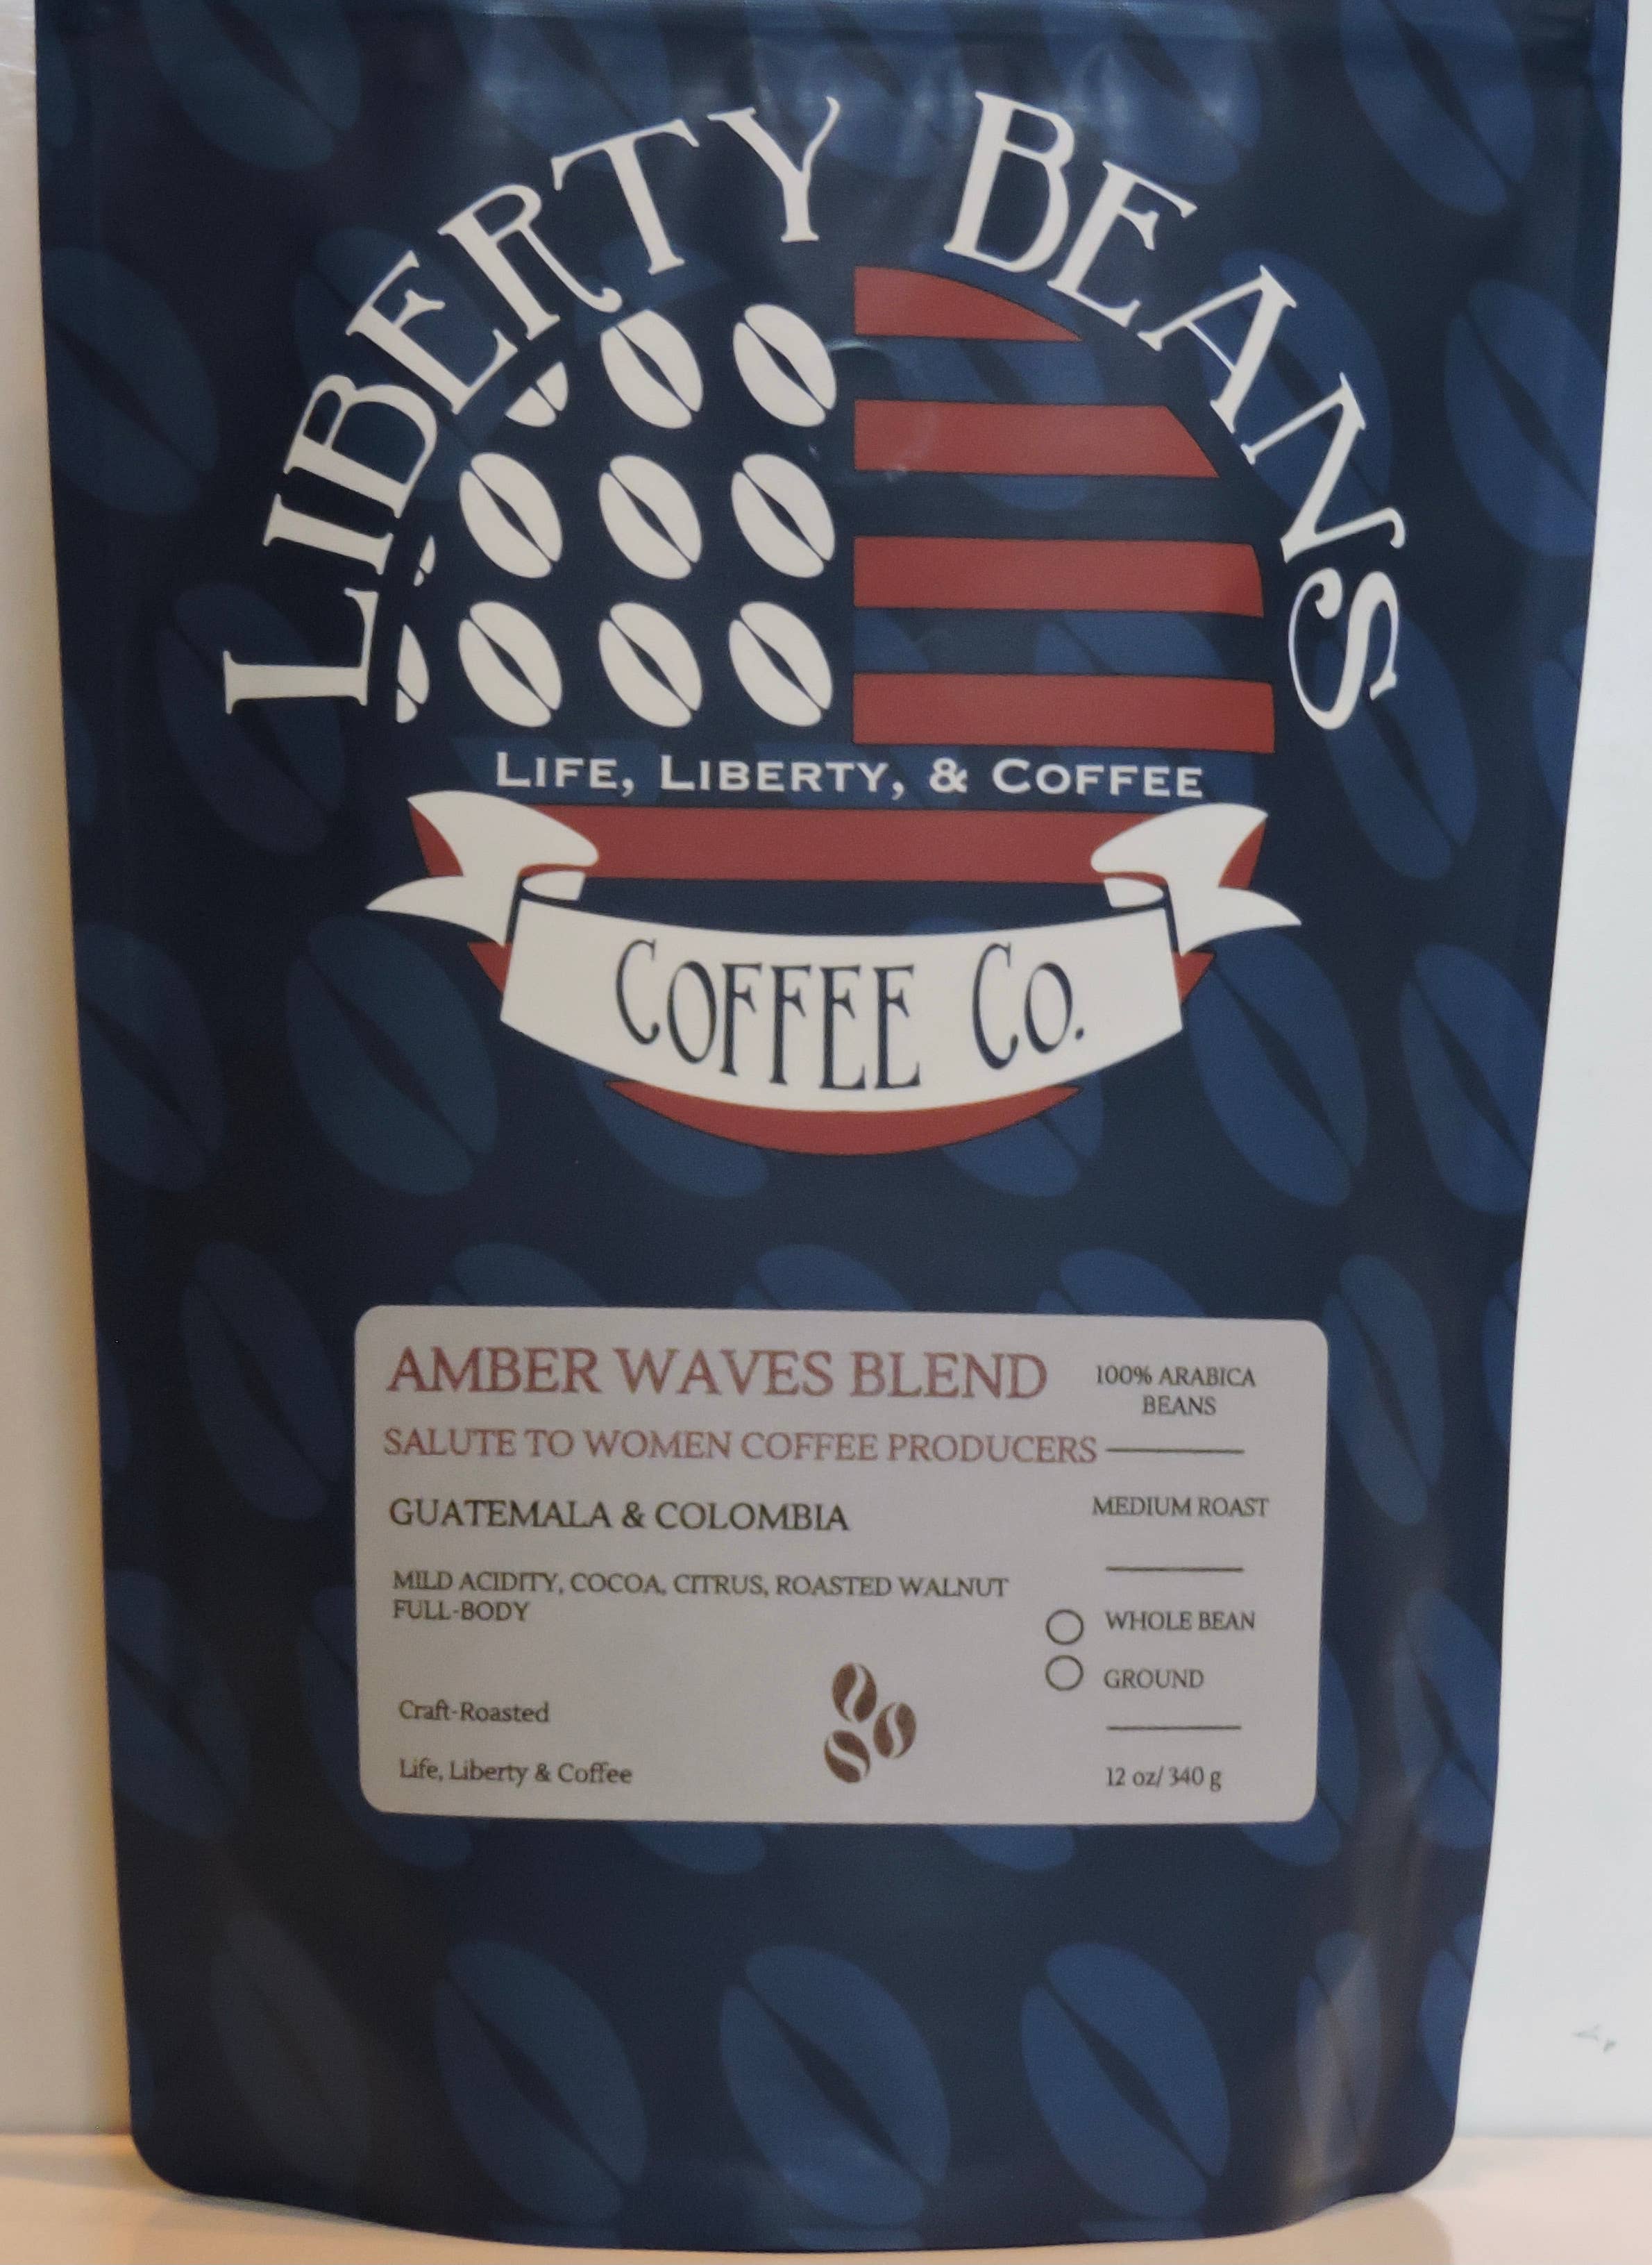 LIBERTY BEANS
LIFE, LIBERTY, & COFFEE
COFFEE CO.
AMBER WAVES BLEND
SALUTE TO WOMEN COFFEE PRODUCERS
GUATEMALA & COLOMBIA
MILD ACIDITY, COCOA, CITRUS, ROASTED WALNUT
FULL-BODY
Craft-Roasted
Life, Liberty & Coffee
100% ARABICA
BEANS
MEDIUM ROAST
WHOLE BEAN
GROUND
12 oz/ 340 g